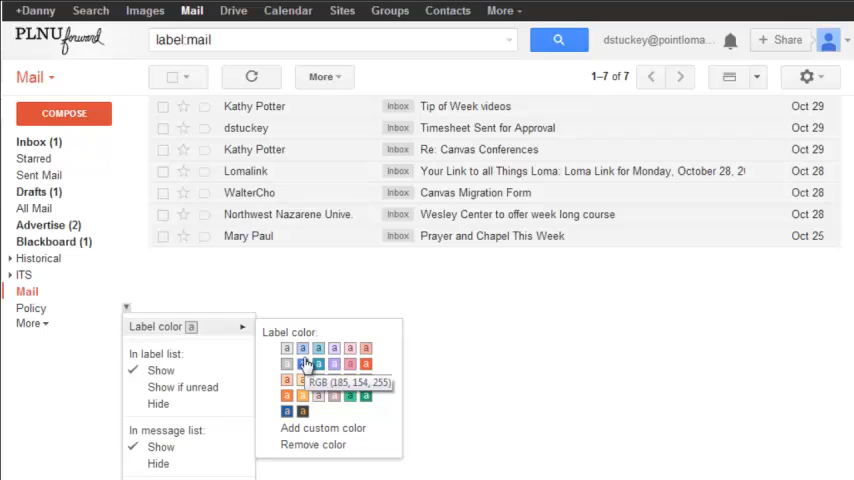 +Danny Search Images Mail Drive Calendar Sites Groups Contacts More
PLNU forward
label:mail
dstuckey@pointloma...
+ Share
Mail
More
1–7 of 7
COMPOSE
Inbox (1)
Starred
Sent Mail
Drafts (1)
All Mail
Advertise (2)
Blackboard (1)
Historical
ITS
Mail
Policy
More
Kathy Potter Inbox Tip of Week videos Oct 29
dstuckey Inbox Timesheet Sent for Approval Oct 29
Kathy Potter Inbox Re: Canvas Conferences Oct 29
Lomalink Inbox Your Link to all Things Loma: Loma Link for Monday, October 28, Oct 28
WalterCho Inbox Canvas Migration Form Oct 28
Northwest Nazarene Unive. Inbox Wesley Center to offer week long course Oct 28
Mary Paul Inbox Prayer and Chapel This Week Oct 25
Label color a
In label list:
Show
Show if unread
Hide
In message list:
Show
Hide
Label color:
a a a a a a
a a a a a
a
RGB (185, 154, 255)
a a a a a a
a a
Add custom color
Remove color